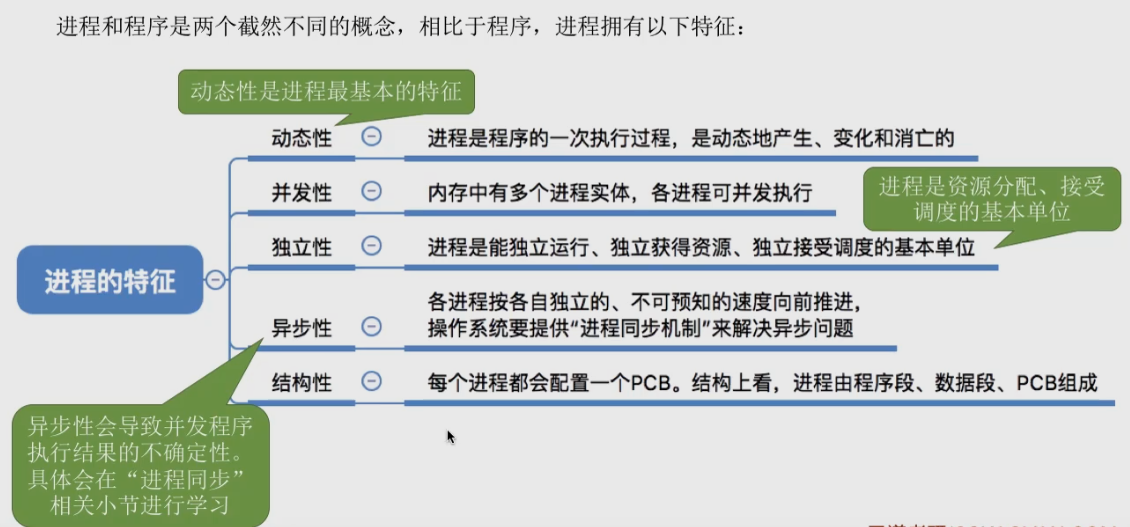 进程和程序是两个截然不同的概念，相比于程序，进程拥有以下特征：
动态性是进程最基本的特征
动态性
进程是程序的一次执行过程，是动态地产生、变化和消亡的
并发性
内存中有多个进程实体，各进程可并发执行
进程是资源分配、接受
调度的基本单位
独立性
进程是能独立运行、独立获得资源、独立接受调度的基本单位
进程的特征
异步性
各进程按各自独立的、不可预知的速度向前推进，
操作系统要提供“进程同步机制”来解决异步问题
结构性
每个进程都会配置一个PCB。结构上看，进程由程序段、数据段、PCB组成
异步性会导致并发程序
执行结果的不确定性。
具体会在“进程同步”
相关小节进行学习